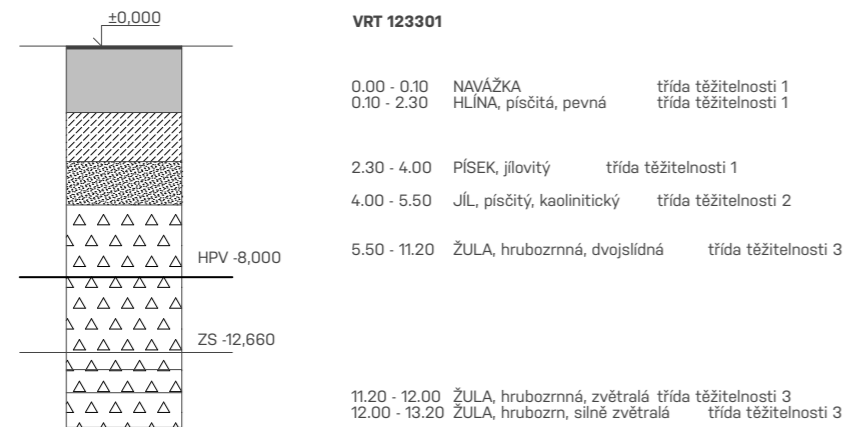 ±0,000
VRT 123301
0.00 - 0.10 NAVÁŽKA třída těžitelnosti 1
0.10 - 2.30 HLÍNA, písčitá, pevná třída těžitelnosti 1
2.30 - 4.00 PÍSEK, jílovitý třída těžitelnosti 1
4.00 - 5.50 JÍL, písčitý, kaolinitický třída těžitelnosti 2
5.50 - 11.20 ŽULA, hrubozrnná, dvojslídná třída těžitelnosti 3
HPV -8,000
ZS -12,660
11.20 - 12.00 ŽULA, hrubozrnná, zvětralá třída těžitelnosti 3
12.00 - 13.20 ŽULA, hrubozrn, silně zvětralá třída těžitelnosti 3